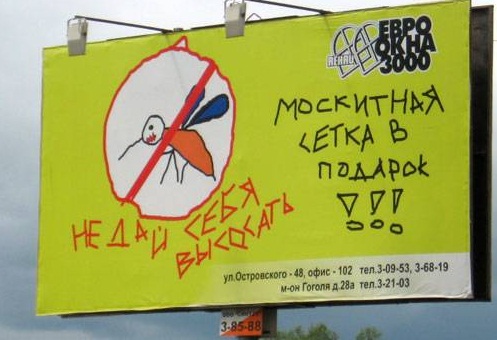 ЕВРО
ОКНА
REHAU 3000
МОСКИТНАЯ
СЕТКА В
ПОДАРОК
!!!
НЕ ДАЙ СЕБЯ
ВЫСОСАТЬ
ул.Островского - 48, офис - 102 тел.3-09-53, 3-68-19
м-он Гоголя д.28а тел.3-21-03
3-85-88